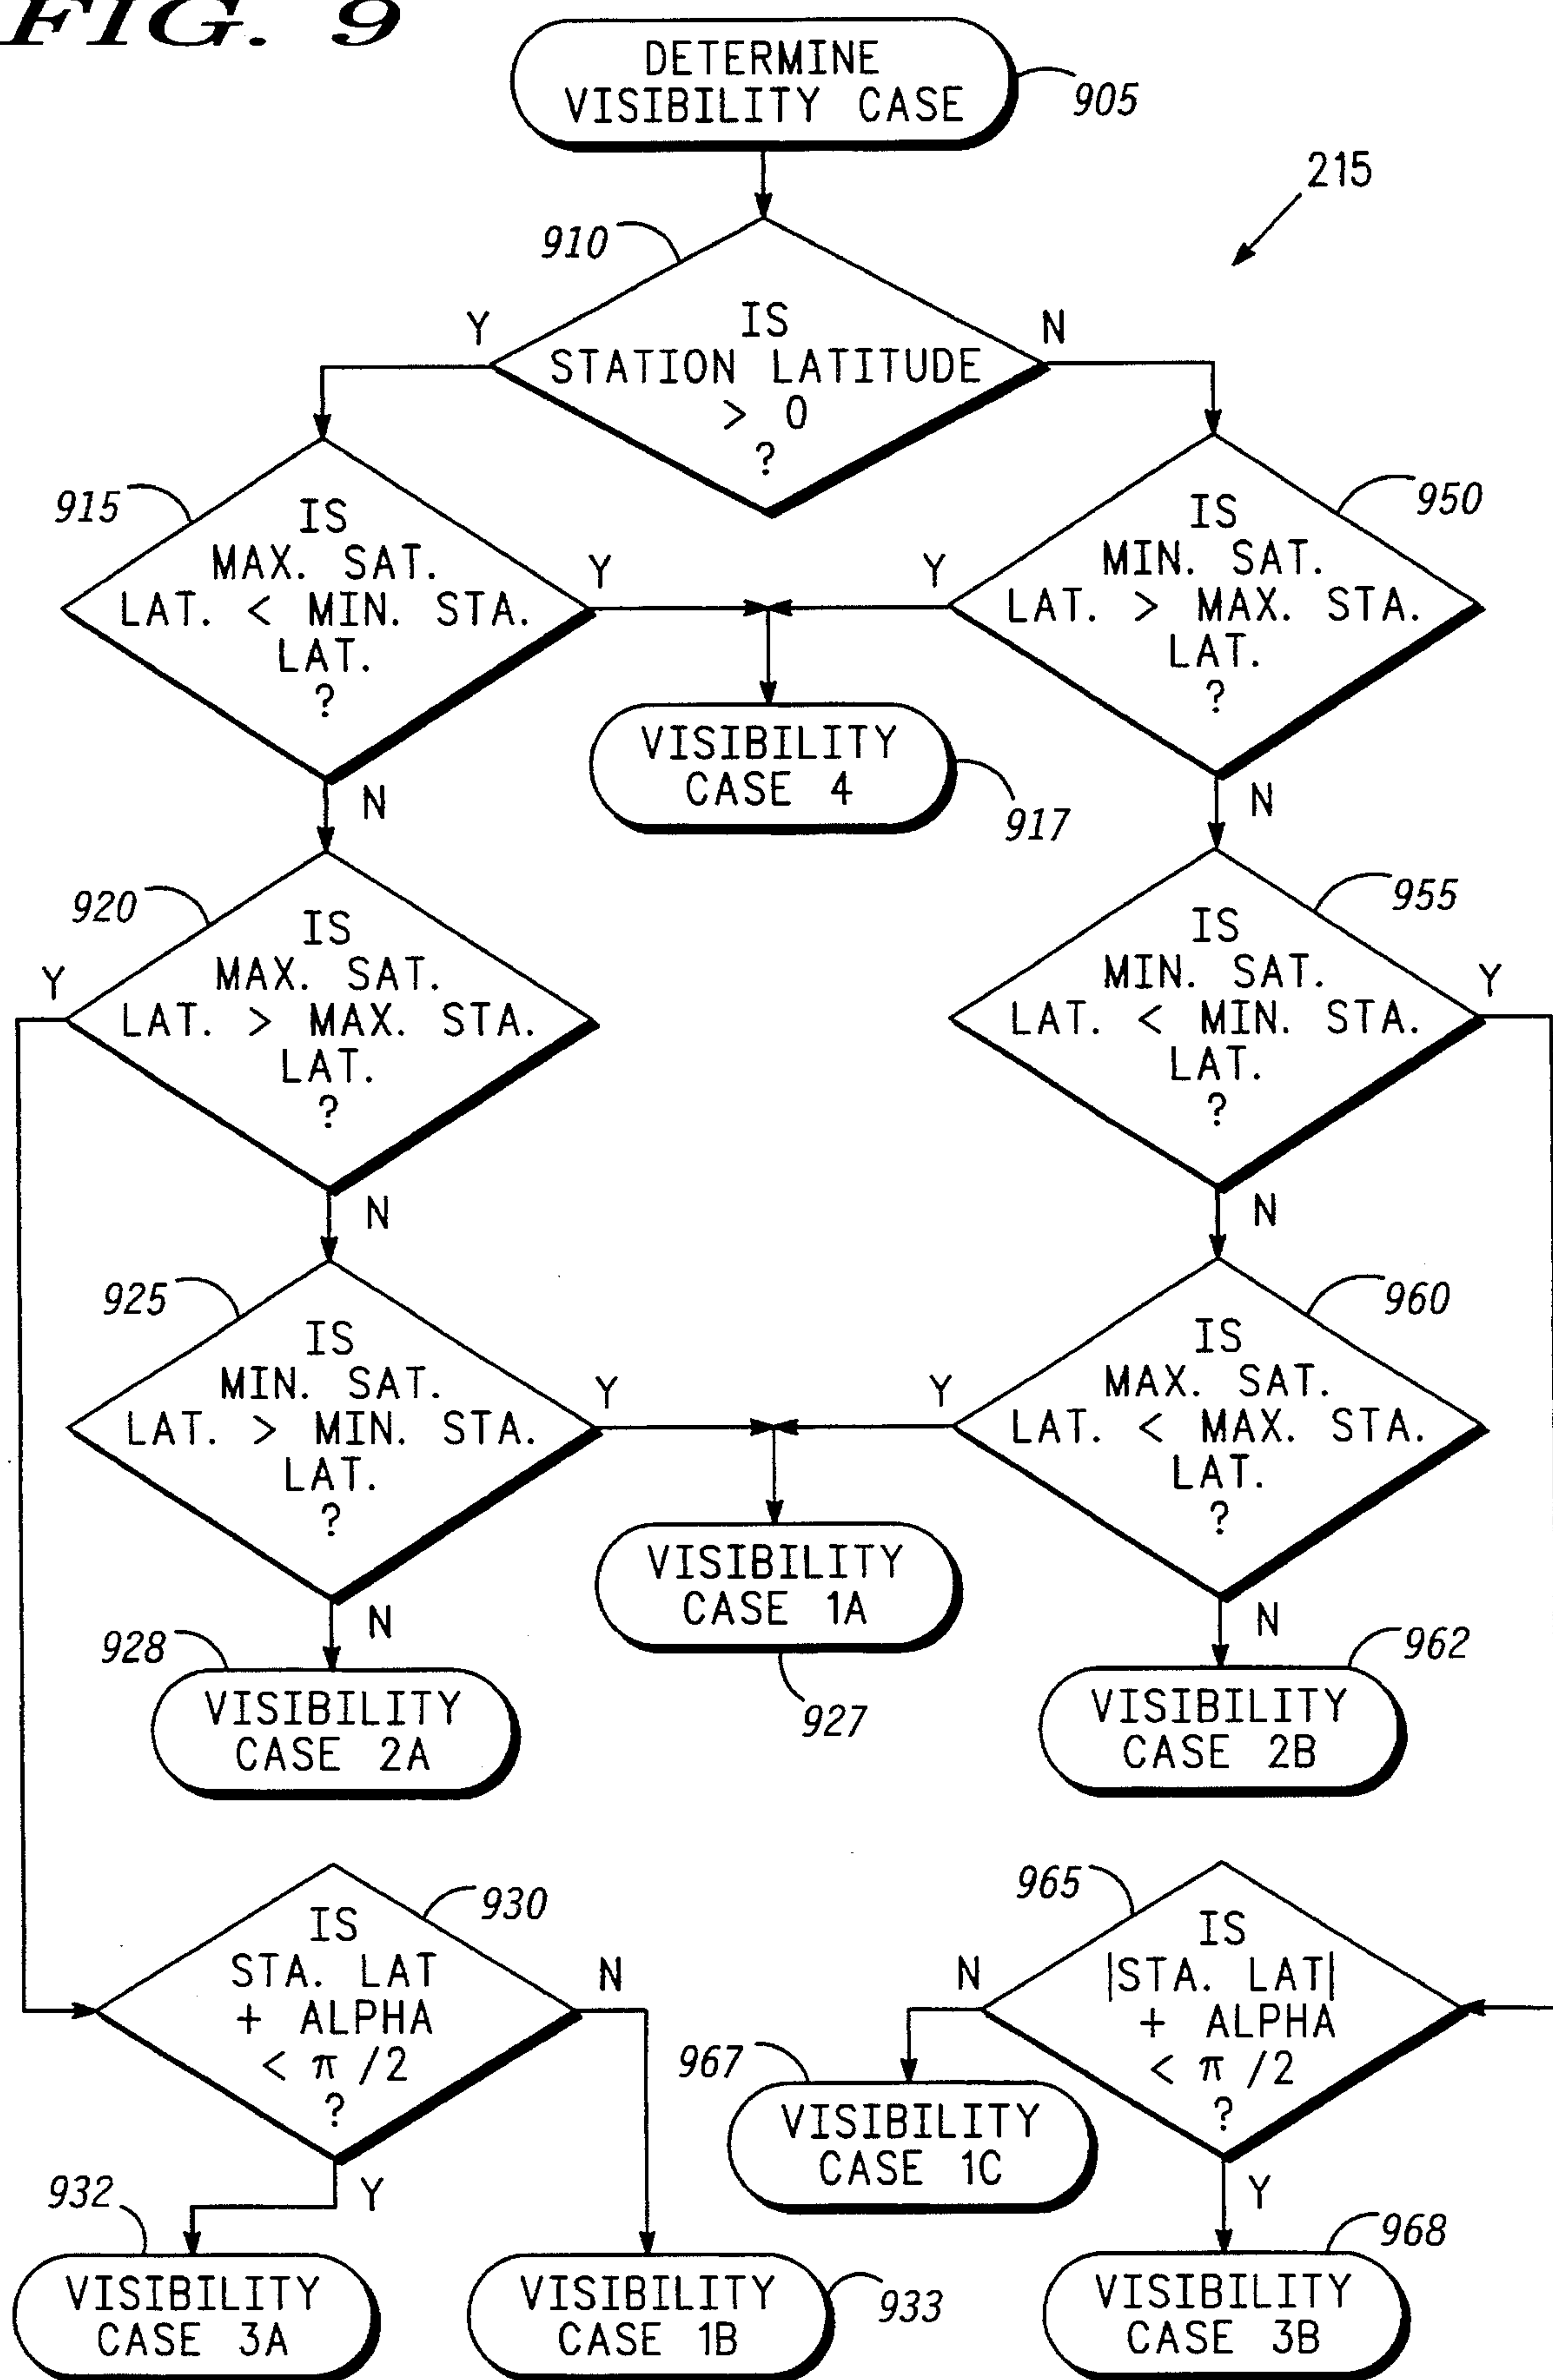 FIG. 9
DETERMINE
VISIBILITY CASE
905
215
910
IS
STATION LATITUDE
> 0
?
Y
N
915
IS
MAX. SAT.
LAT. < MIN. STA.
LAT.
?
Y
N
950
IS
MIN. SAT.
LAT. > MAX. STA.
LAT.
?
Y
N
VISIBILITY
CASE 4
917
920
IS
MAX. SAT.
LAT. > MAX. STA.
LAT.
?
Y
N
955
IS
MIN. SAT.
LAT. < MIN. STA.
LAT.
?
Y
N
925
IS
MIN. SAT.
LAT. > MIN. STA.
LAT.
?
Y
N
960
IS
MAX. SAT.
LAT. < MAX. STA.
LAT.
?
Y
N
VISIBILITY
CASE 1A
927
928
VISIBILITY
CASE 2A
962
VISIBILITY
CASE 2B
930
IS
STA. LAT
+ ALPHA
< π /2
?
N
Y
965
IS
|STA. LAT|
+ ALPHA
< π /2
?
N
Y
967
VISIBILITY
CASE 1C
932
VISIBILITY
CASE 3A
VISIBILITY
CASE 1B
933
968
VISIBILITY
CASE 3B